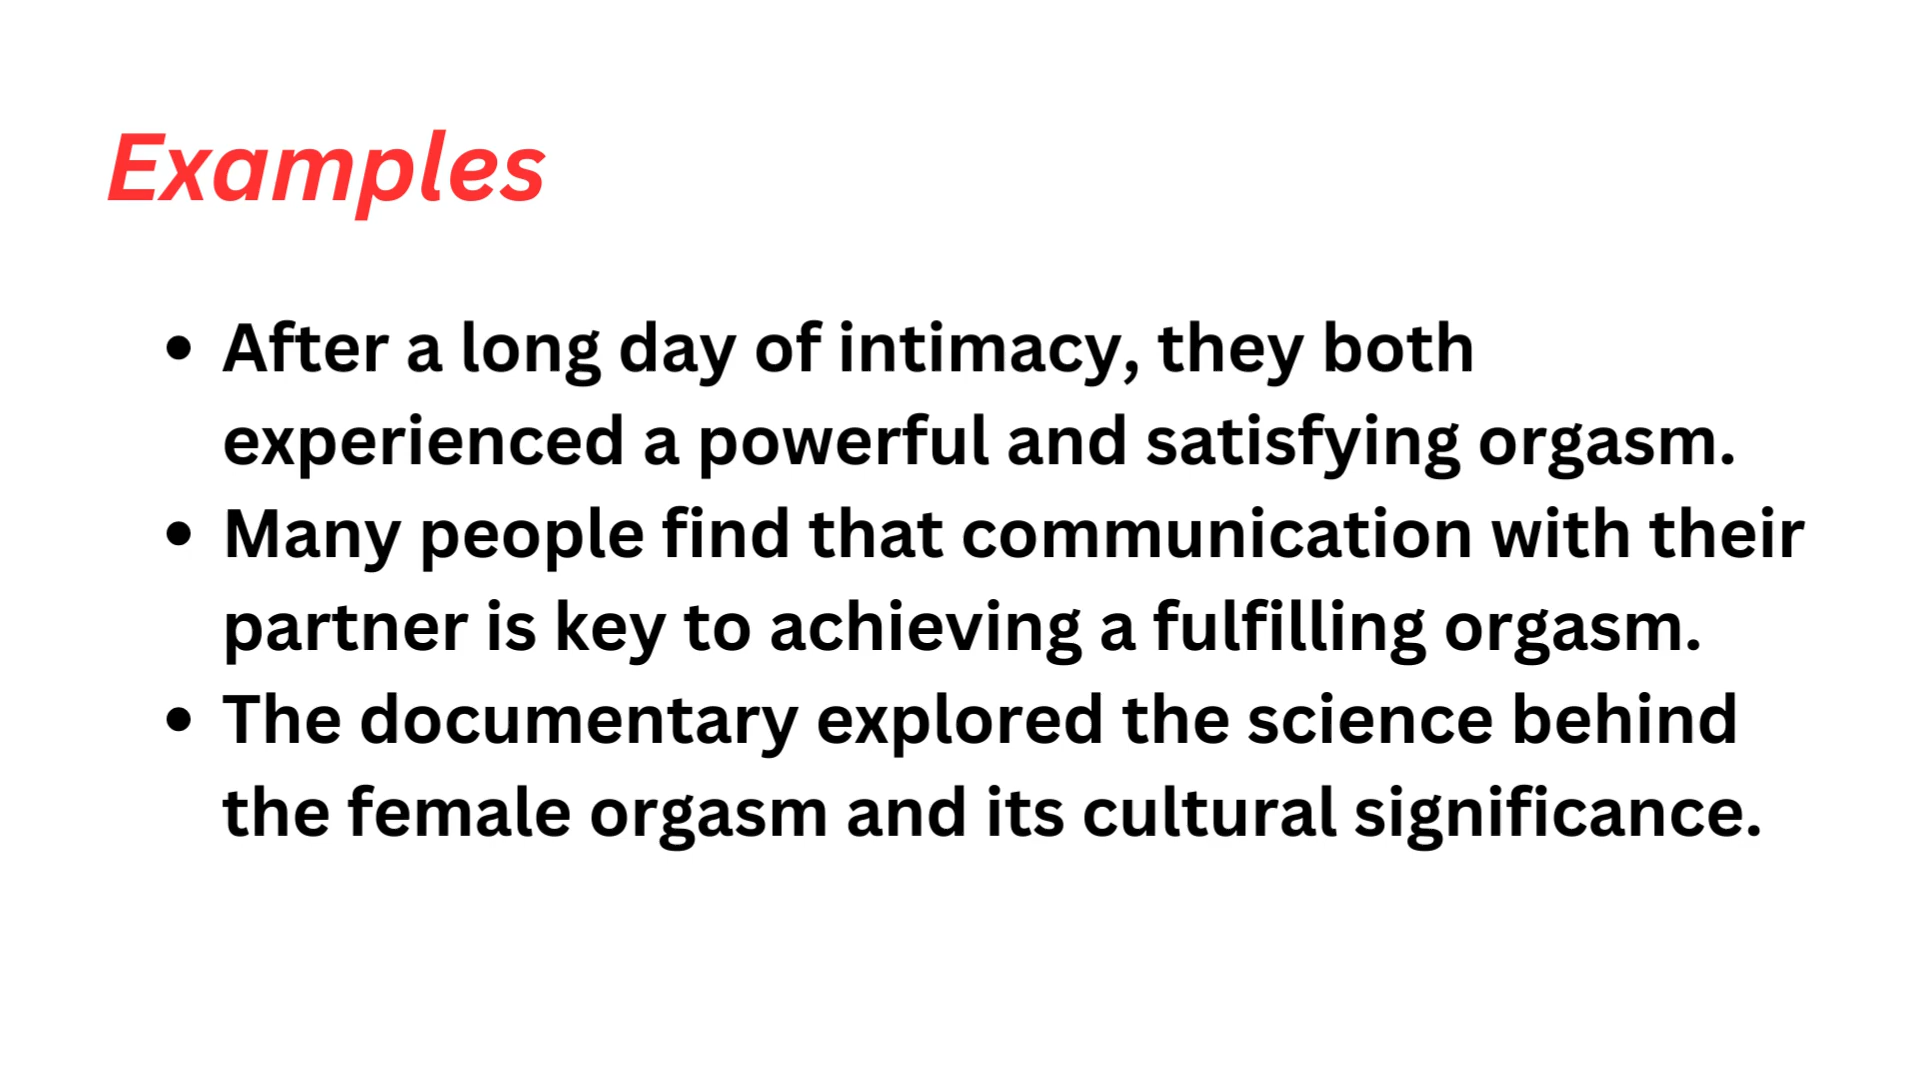 Examples
• After a long day of intimacy, they both
experienced a powerful and satisfying orgasm.
• Many people find that communication with their
partner is key to achieving a fulfilling orgasm.
• The documentary explored the science behind
the female orgasm and its cultural significance.